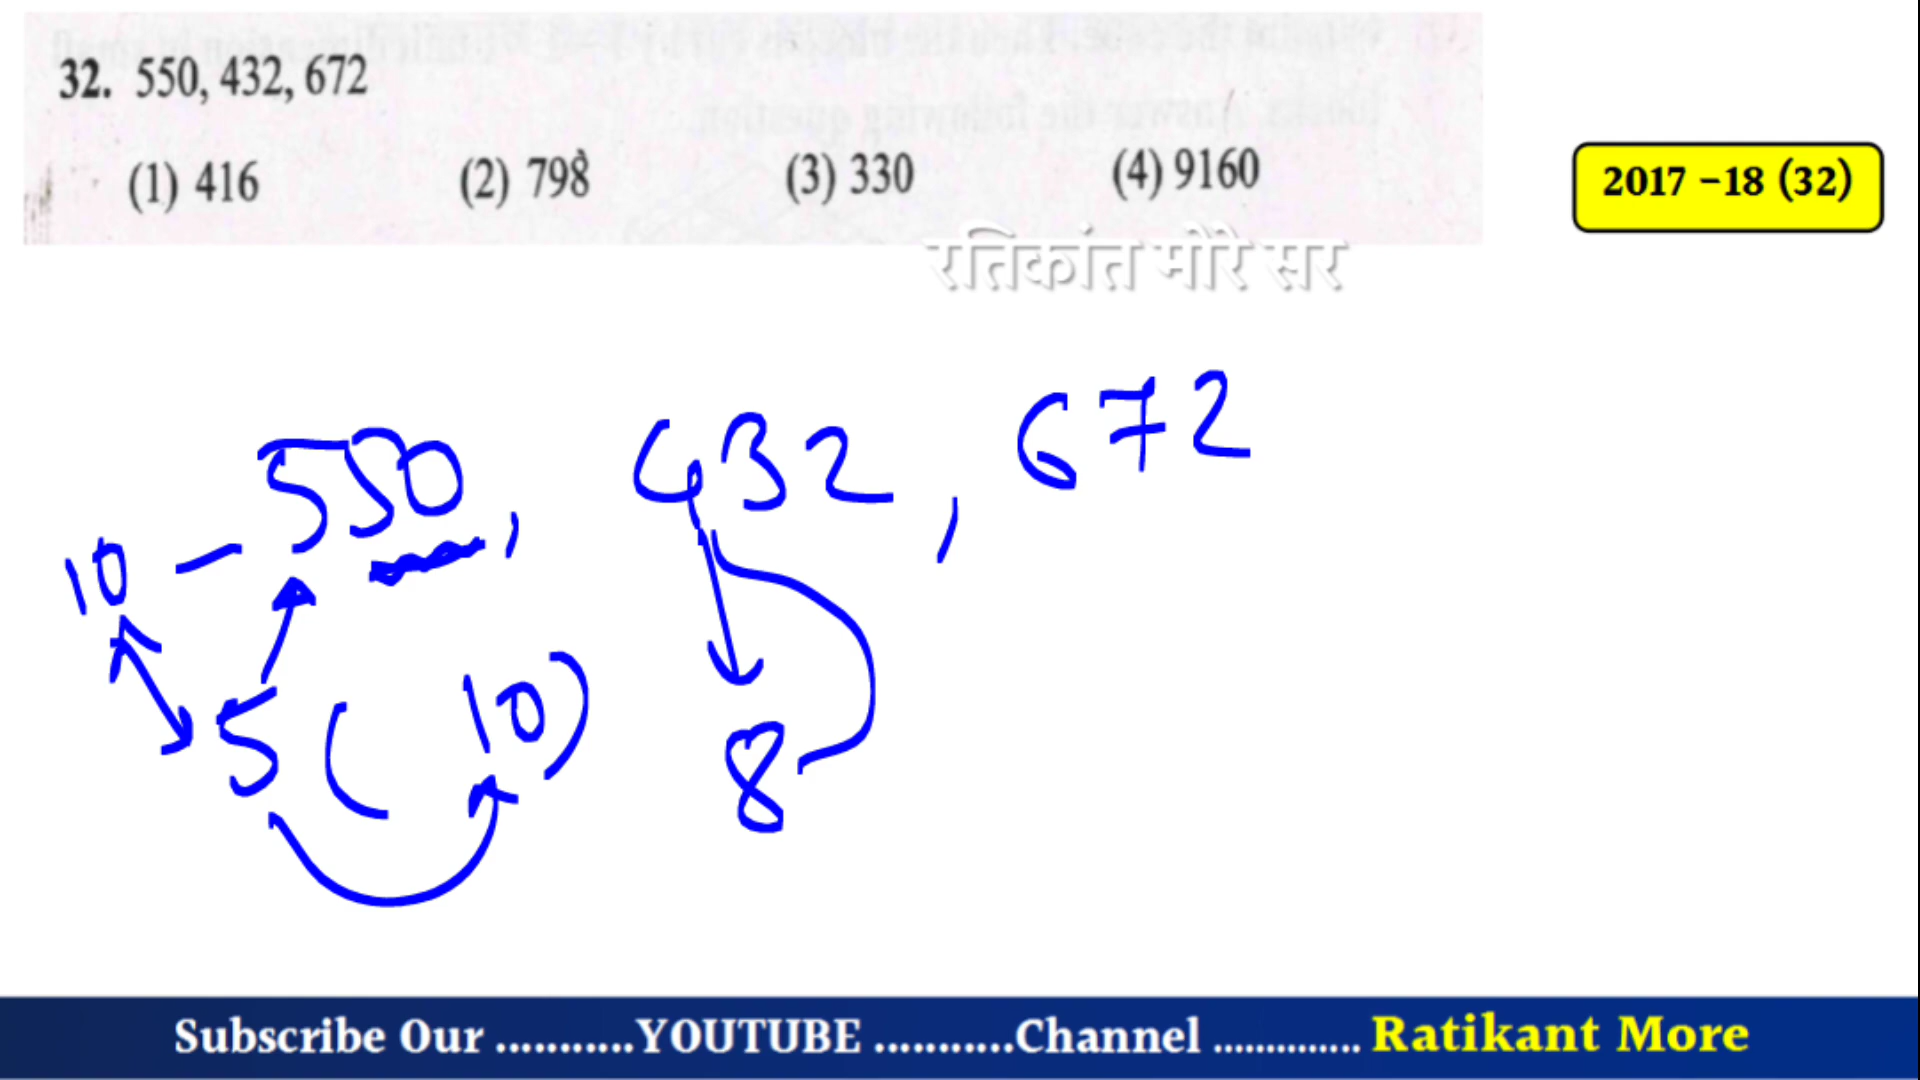 32. 550, 432, 672
(1) 416 (2) 798 (3) 330 (4) 9160
2017 –18 (32)
रतिकांत मोरे सर
550, 432, 672
10 –
5 ( 10) 8
Subscribe Our ...........YOUTUBE ...........Channel .............. Ratikant More